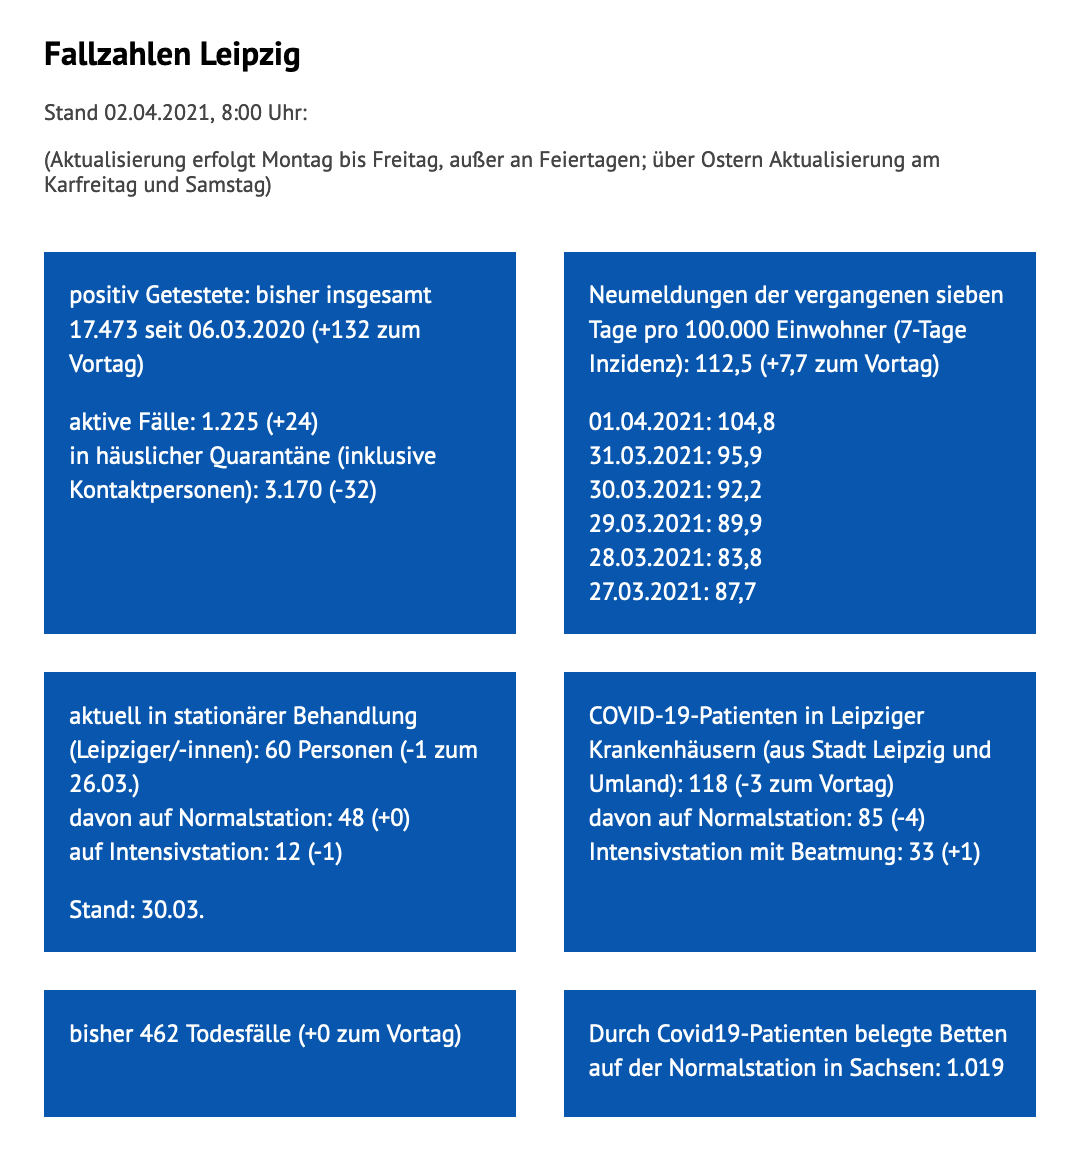 Fallzahlen Leipzig
Stand 02.04.2021, 8:00 Uhr:
(Aktualisierung erfolgt Montag bis Freitag, außer an Feiertagen; über Ostern Aktualisierung am
Karfreitag und Samstag)
positiv Getestete: bisher insgesamt
17.473 seit 06.03.2020 (+132 zum
Vortag)
aktive Fälle: 1.225 (+24)
in häuslicher Quarantäne (inklusive
Kontaktpersonen): 3.170 (-32)
Neumeldungen der vergangenen sieben
Tage pro 100.000 Einwohner (7-Tage
Inzidenz): 112,5 (+7,7 zum Vortag)
01.04.2021: 104,8
31.03.2021: 95,9
30.03.2021: 92,2
29.03.2021: 89,9
28.03.2021: 83,8
27.03.2021: 87,7
aktuell in stationärer Behandlung
(Leipziger/-innen): 60 Personen (-1 zum
26.03.)
davon auf Normalstation: 48 (+0)
auf Intensivstation: 12 (-1)
Stand: 30.03.
COVID-19-Patienten in Leipziger
Krankenhäusern (aus Stadt Leipzig und
Umland): 118 (-3 zum Vortag)
davon auf Normalstation: 85 (-4)
Intensivstation mit Beatmung: 33 (+1)
bisher 462 Todesfälle (+0 zum Vortag)
Durch Covid19-Patienten belegte Betten
auf der Normalstation in Sachsen: 1.019